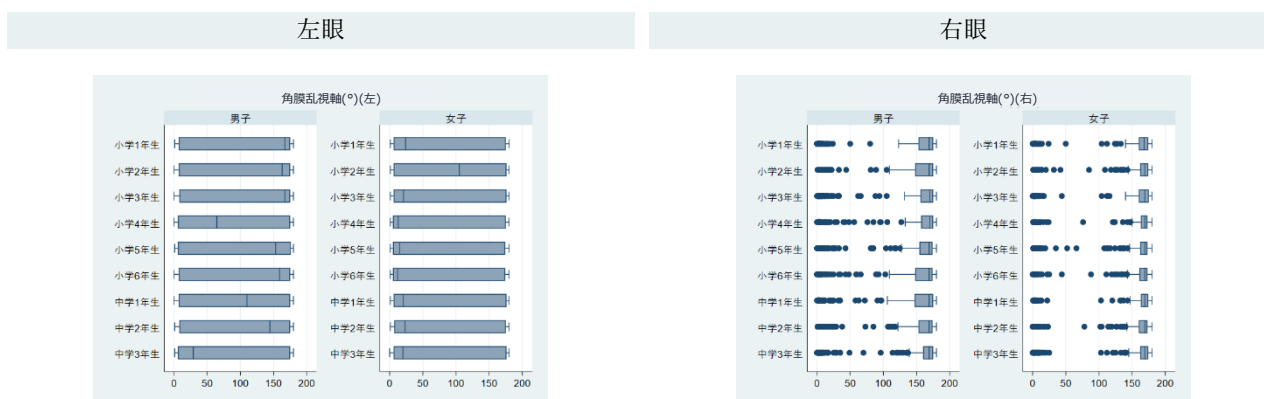 左眼
角膜乱視軸(°)(左)
男子
女子
小学1年生
小学2年生
小学3年生
小学4年生
小学5年生
小学6年生
中学1年生
中学2年生
中学3年生
0 50 100 150 200
小学1年生
小学2年生
小学3年生
小学4年生
小学5年生
小学6年生
中学1年生
中学2年生
中学3年生
0 50 100 150 200
右眼
角膜乱視軸(°)(右)
男子
女子
小学1年生
小学2年生
小学3年生
小学4年生
小学5年生
小学6年生
中学1年生
中学2年生
中学3年生
0 50 100 150 200
小学1年生
小学2年生
小学3年生
小学4年生
小学5年生
小学6年生
中学1年生
中学2年生
中学3年生
0 50 100 150 200